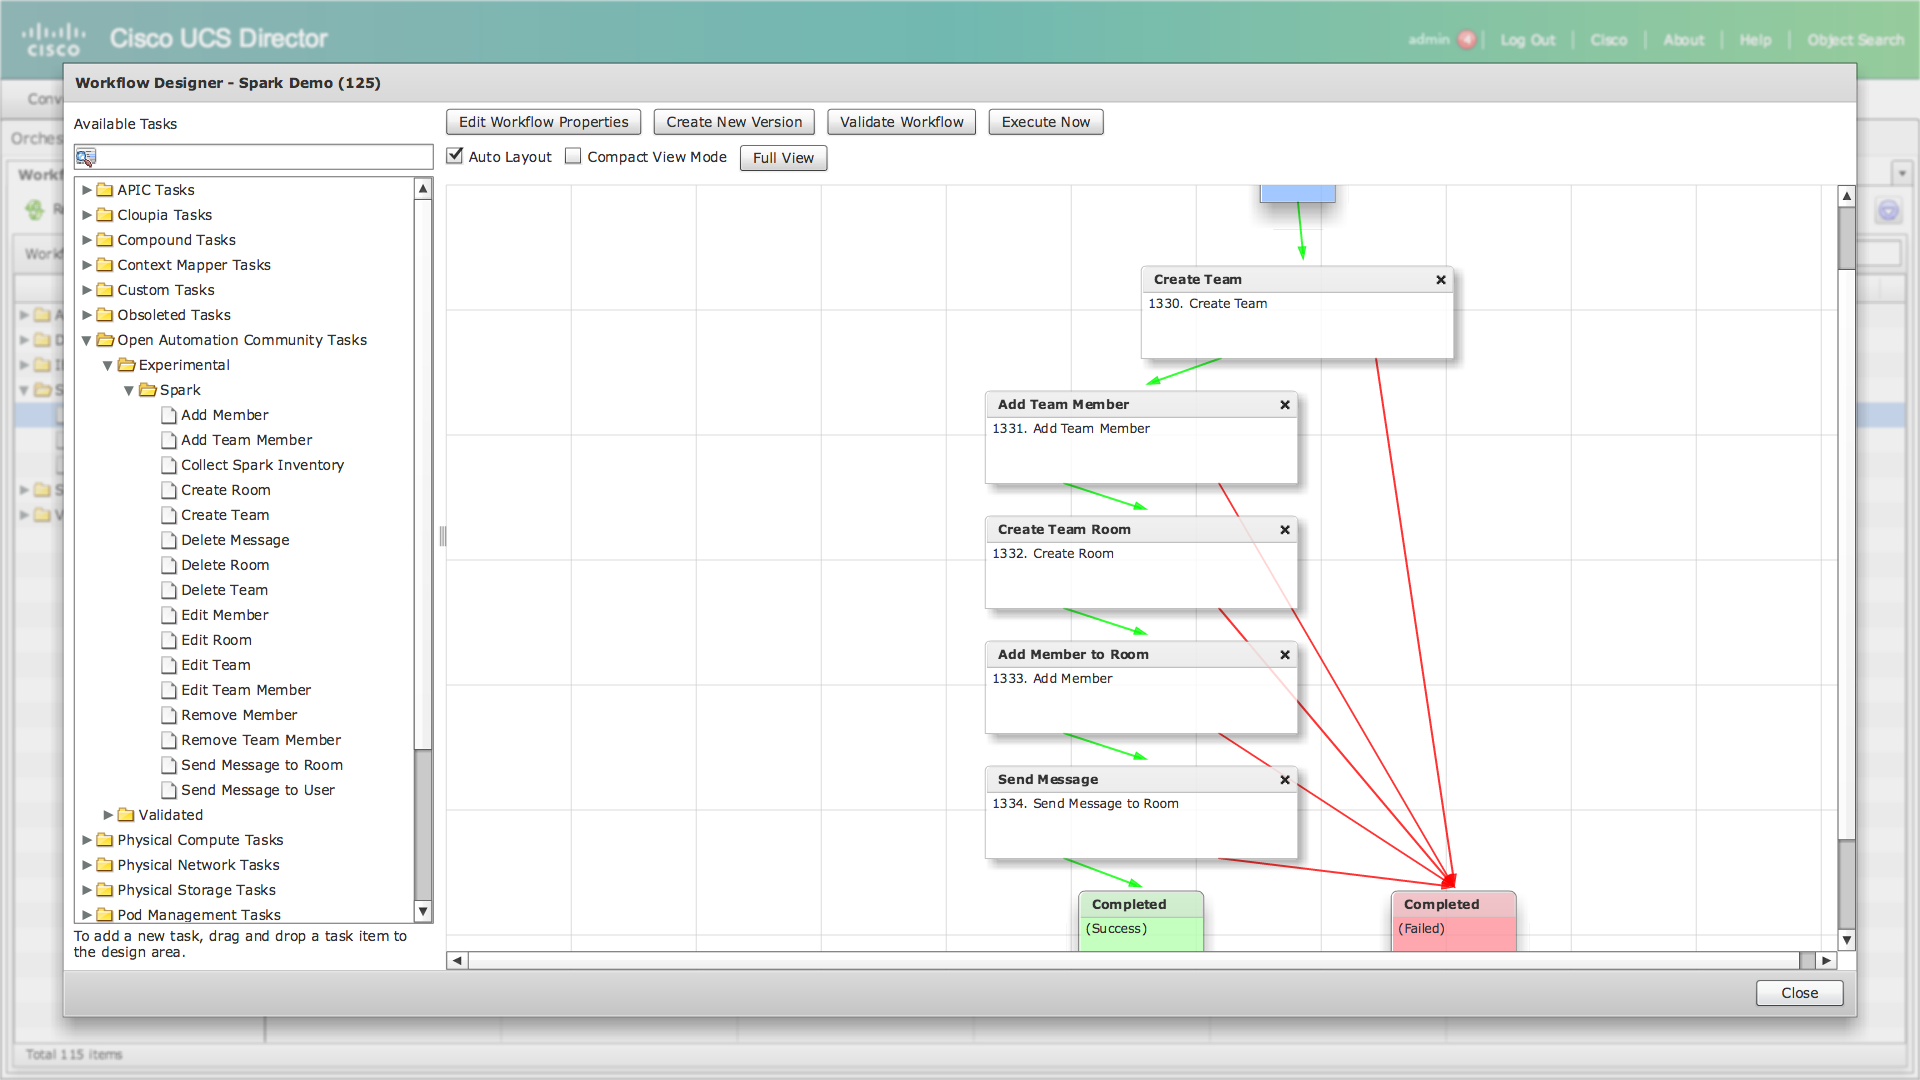 cisco
Cisco UCS Director
admin
Log Out
Cisco
About
Help
Object Search
Workflow Designer - Spark Demo (125)
Available Tasks
Edit Workflow Properties
Create New Version
Validate Workflow
Execute Now
Auto Layout
Compact View Mode
Full View
APIC Tasks
Cloupia Tasks
Compound Tasks
Context Mapper Tasks
Custom Tasks
Obsoleted Tasks
Open Automation Community Tasks
Experimental
Spark
Add Member
Add Team Member
Collect Spark Inventory
Create Room
Create Team
Delete Message
Delete Room
Delete Team
Edit Member
Edit Room
Edit Team
Edit Team Member
Remove Member
Remove Team Member
Send Message to Room
Send Message to User
Validated
Physical Compute Tasks
Physical Network Tasks
Physical Storage Tasks
Pod Management Tasks
To add a new task, drag and drop a task item to
the design area.
Create Team
1330. Create Team
Add Team Member
1331. Add Team Member
Create Team Room
1332. Create Room
Add Member to Room
1333. Add Member
Send Message
1334. Send Message to Room
Completed
(Success)
Completed
(Failed)
Close
Total 115 items